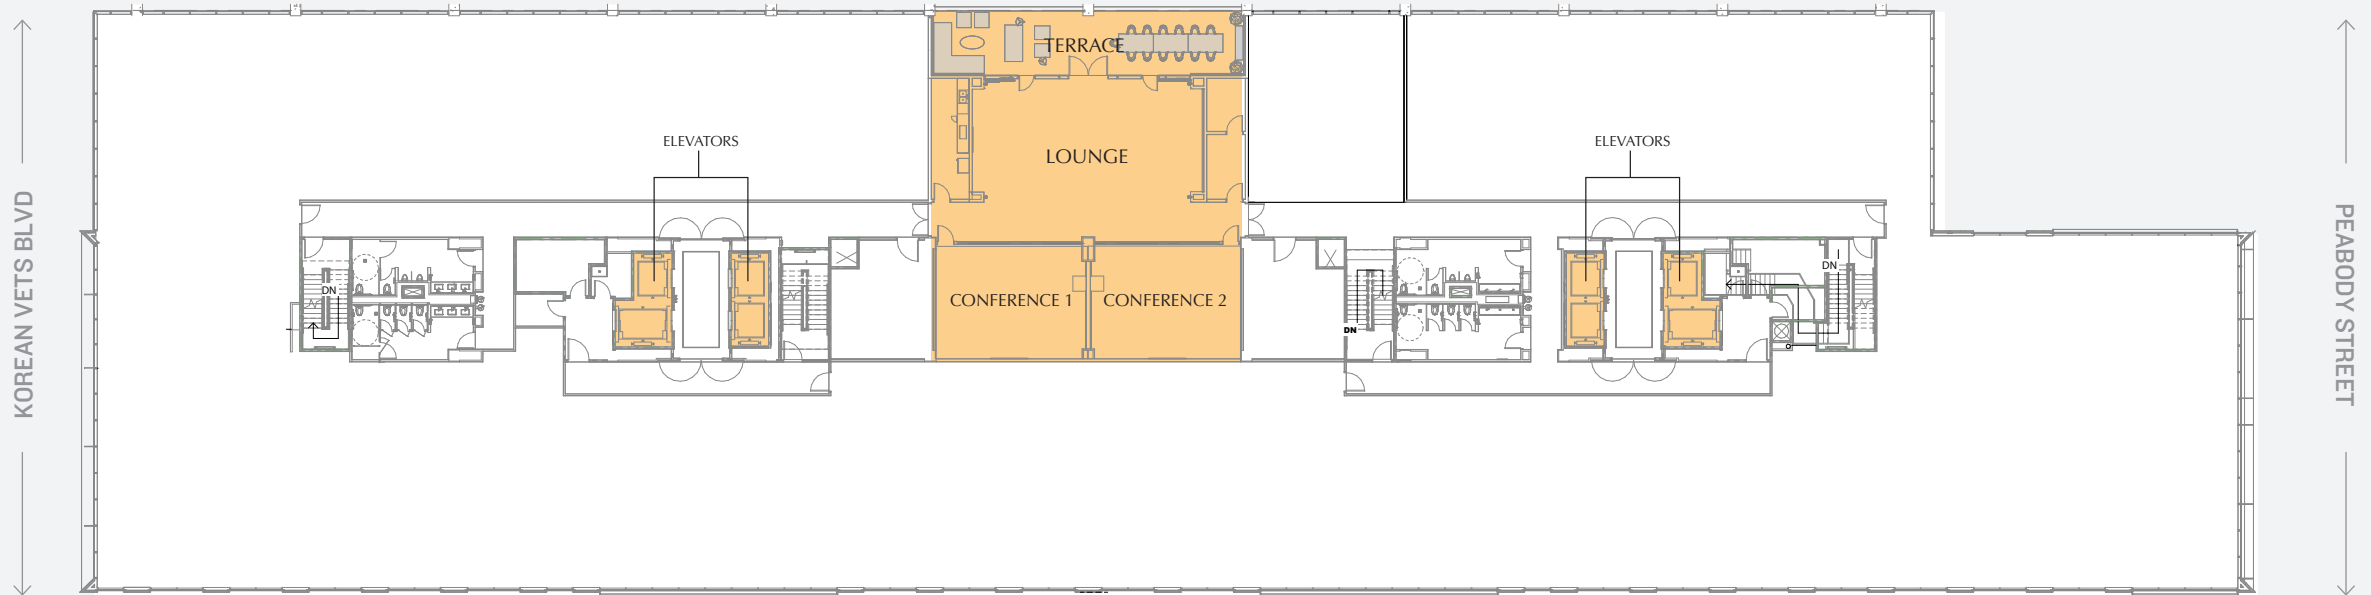 TERRACE
ELEVATORS
ELEVATORS
LOUNGE
KOREAN VETS BLVD
PEABODY STREET
DN
DN
CONFERENCE 1
CONFERENCE 2
DN